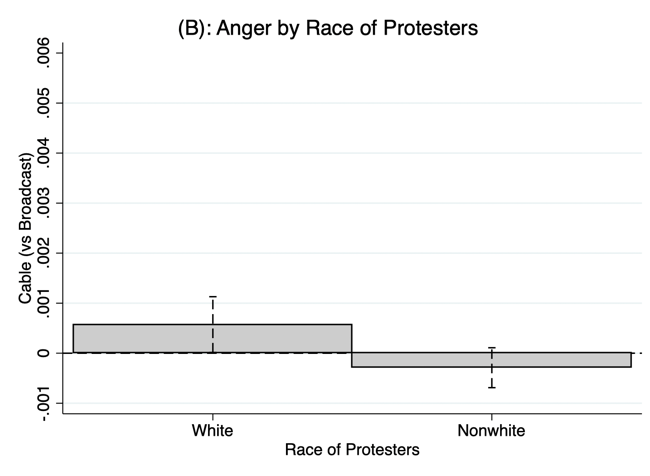 (B): Anger by Race of Protesters
Cable (vs Broadcast)
.006
.005
.004
.003
.002
.001
0
-.001
White
Nonwhite
Race of Protesters